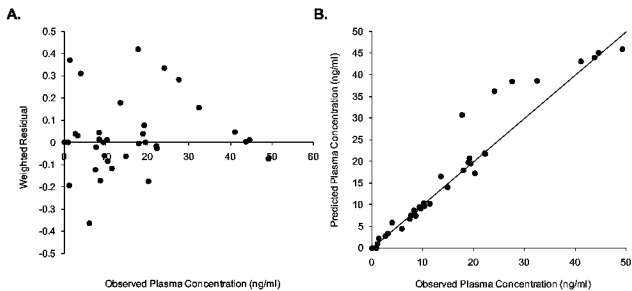 A.
B.
0.5
0.4
0.3
0.2
0.1
0
-0.1
-0.2
-0.3
-0.4
-0.5
Weighted Residual
0 10 20 30 40 50 60
Observed Plasma Concentration (ng/ml)
50
45
40
35
30
25
20
15
10
5
0
Predicted Plasma Concentration (ng/ml)
0 10 20 30 40 50
Observed Plasma Concentration (ng/ml)